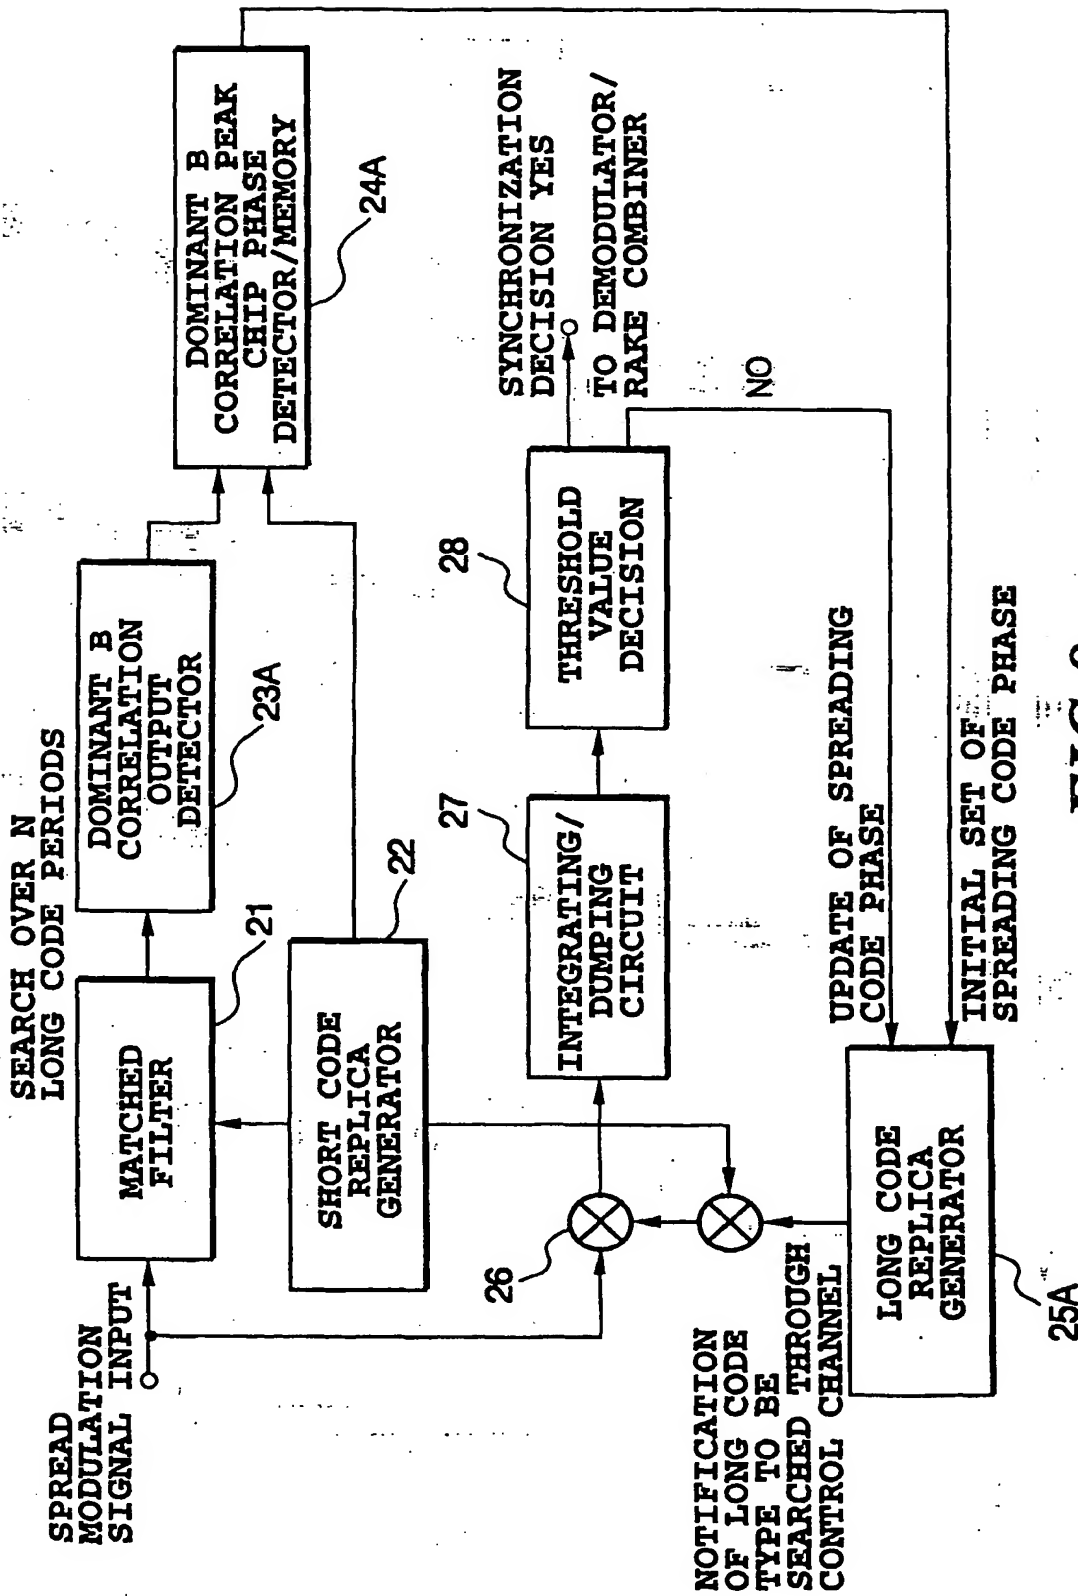 SPREAD
MODULATION
SIGNAL INPUT
SEARCH OVER N
LONG CODE PERIODS
MATCHED
FILTER
21
DOMINANT B
CORRELATION
OUTPUT
DETECTOR
23A
DOMINANT B
CORRELATION PEAK
CHIP PHASE
DETECTOR/MEMORY
24A
SHORT CODE
REPLICA
GENERATOR
22
26
INTEGRATING/
DUMPING
CIRCUIT
27
THRESHOLD
VALUE
DECISION
28
SYNCHRONIZATION
DECISION YES
TO DEMODULATOR/
RAKE COMBINER
NO
NOTIFICATION
OF LONG CODE
TYPE TO BE
SEARCHED THROUGH
CONTROL CHANNEL
LONG CODE
REPLICA
GENERATOR
25A
UPDATE OF SPREADING
CODE PHASE
INITIAL SET OF
SPREADING CODE PHASE